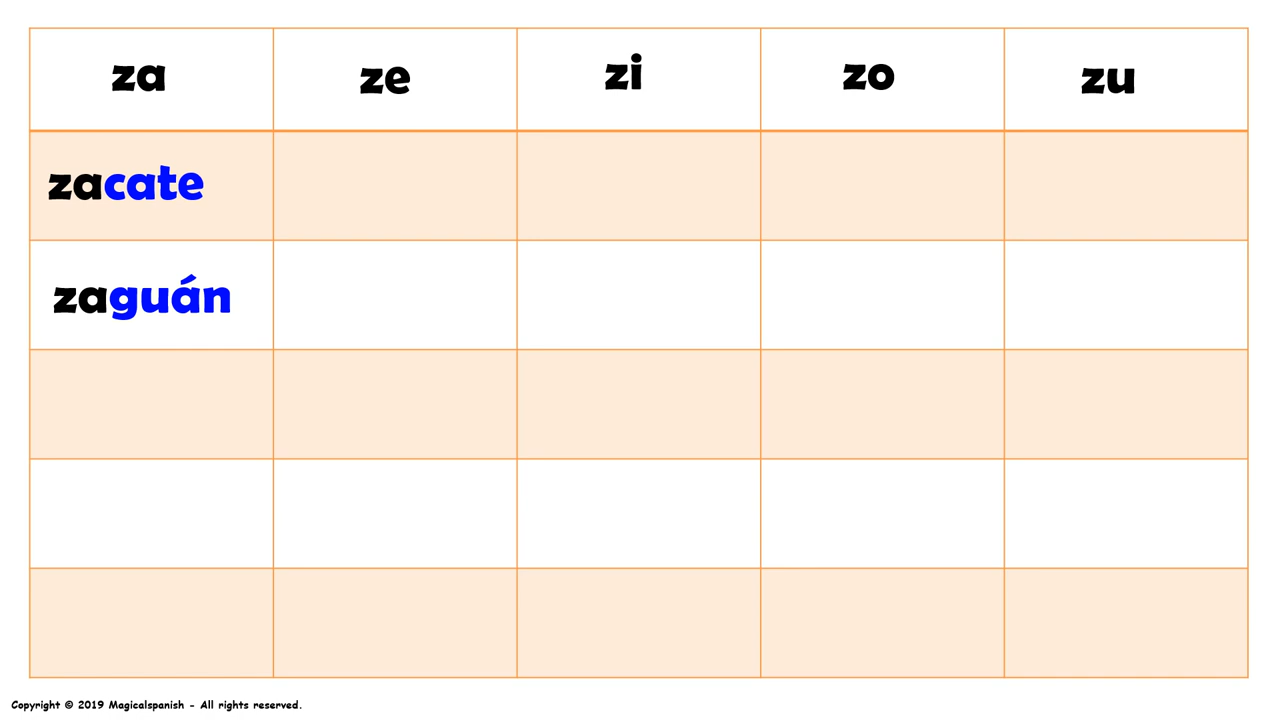 za ze zi zo zu
zacate
zaguán
Copyright © 2019 Magicalspanish - All rights reserved.